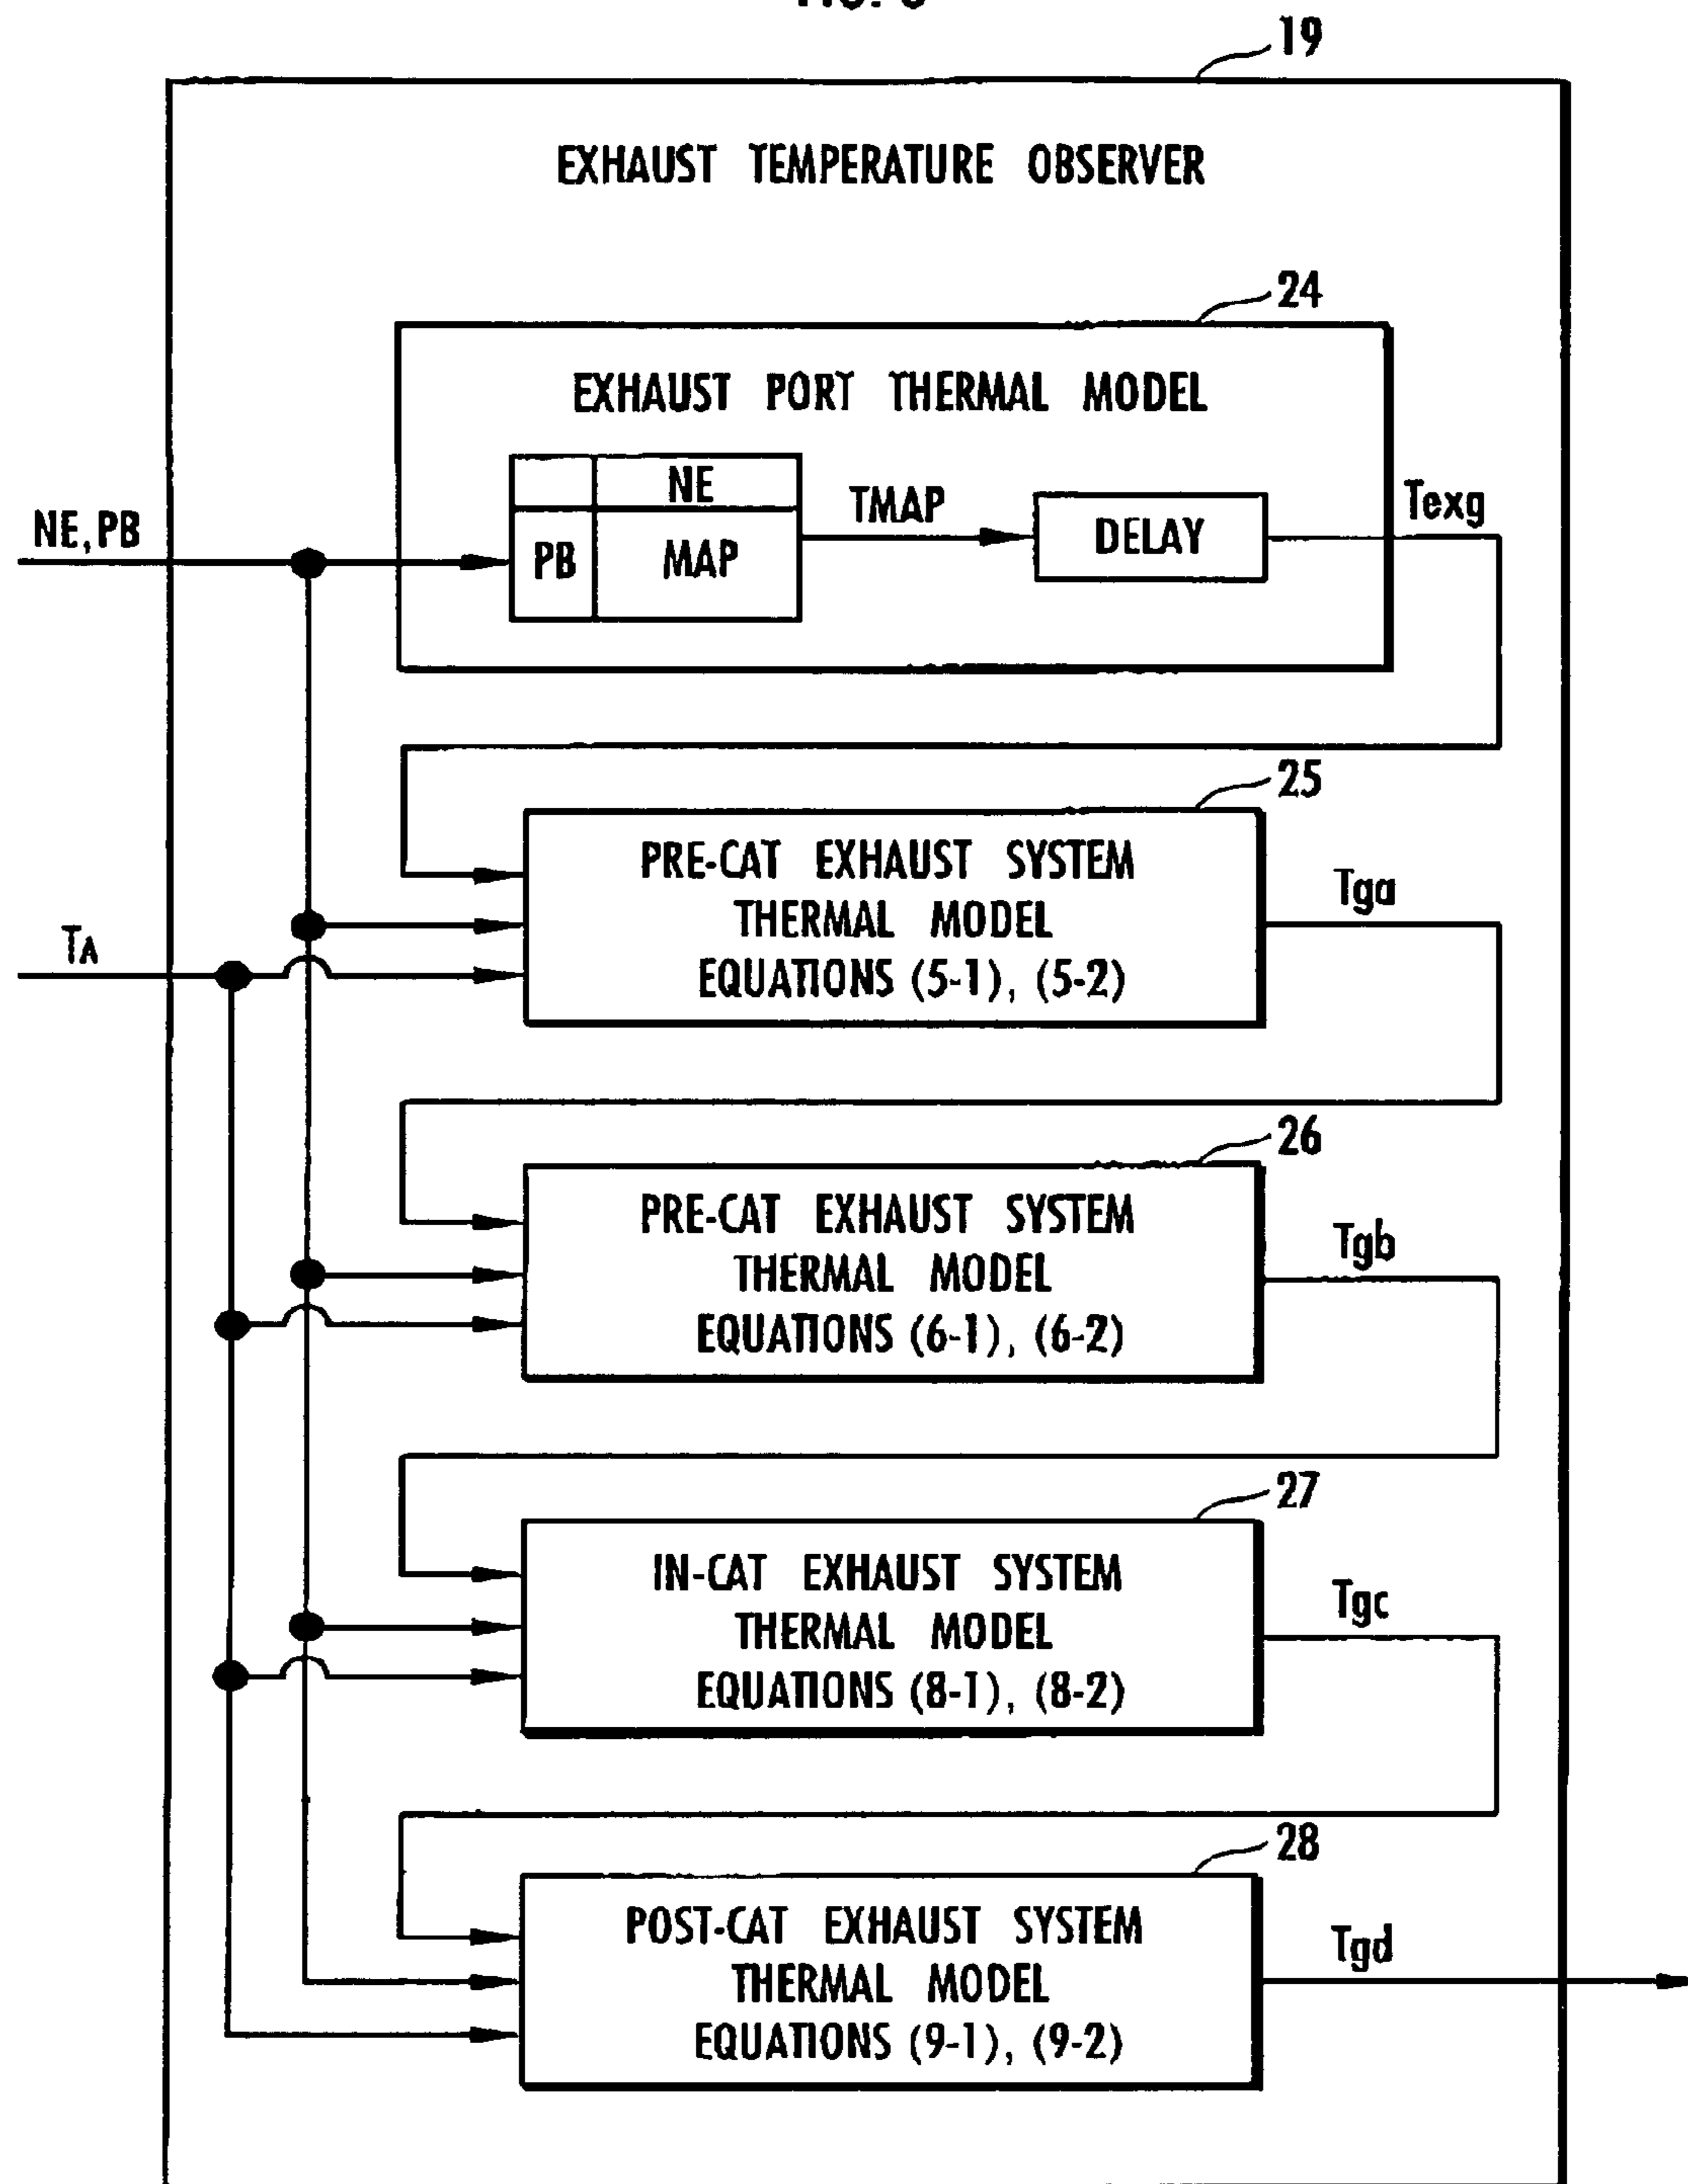 19
EXHAUST TEMPERATURE OBSERVER
24
EXHAUST PORT THERMAL MODEL
NE
PB
MAP
TMAP
DELAY
Texg
NE, PB
25
PRE-CAT EXHAUST SYSTEM
THERMAL MODEL
EQUATIONS (5-1), (5-2)
Tga
TA
26
PRE-CAT EXHAUST SYSTEM
THERMAL MODEL
EQUATIONS (6-1), (6-2)
Tgb
27
IN-CAT EXHAUST SYSTEM
THERMAL MODEL
EQUATIONS (8-1), (8-2)
Tgc
28
POST-CAT EXHAUST SYSTEM
THERMAL MODEL
EQUATIONS (9-1), (9-2)
Tgd